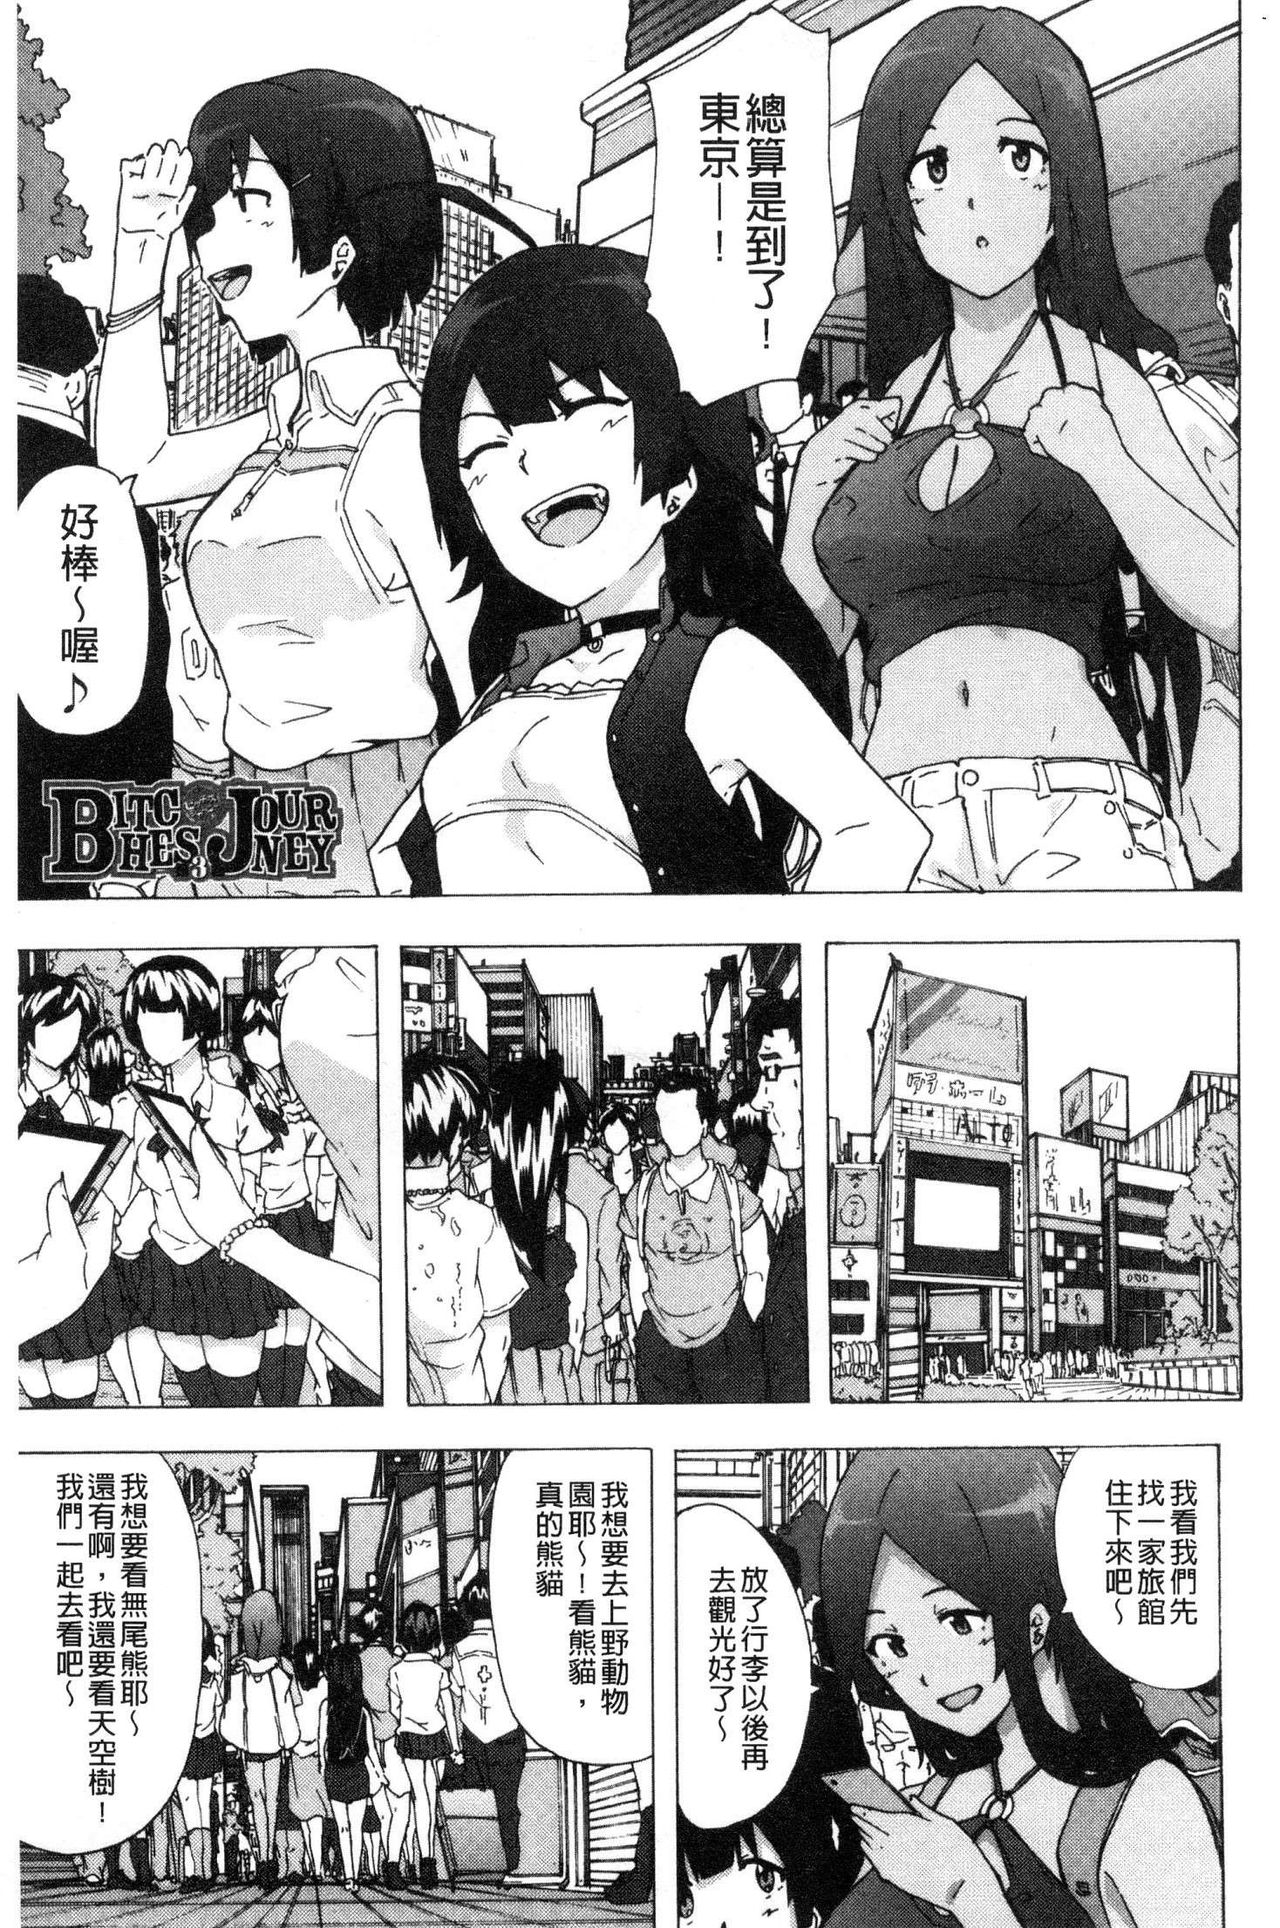 總算是到了！
東京—！
好棒～喔♪
BITCHES JOURNEY
3
ALTO
我看我們先
找一家旅館
住下來吧～
放了行李以後再
去觀光好了～
我想要去上野動物
園耶～！看熊貓，
真的熊貓
我想要看無尾熊耶～
還有啊，我還要看天空樹！
我們一起去看吧～